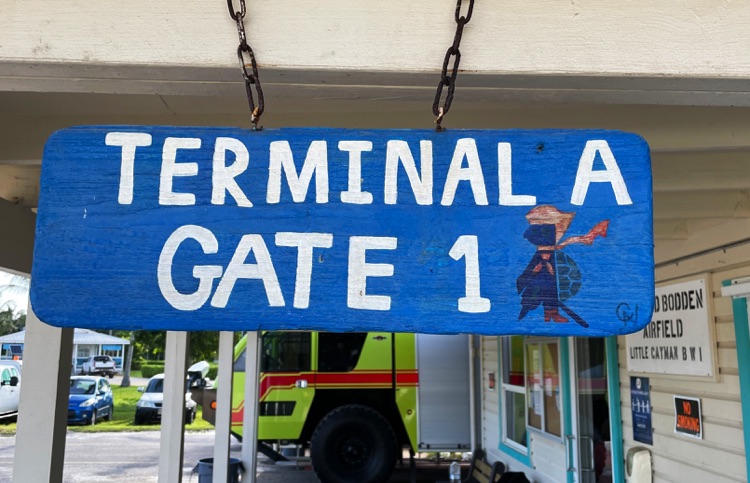 TERMINAL A
GATE 1
D BODDEN
AIRFIELD
LITTLE CAYMAN B W I
NO
SMOKING